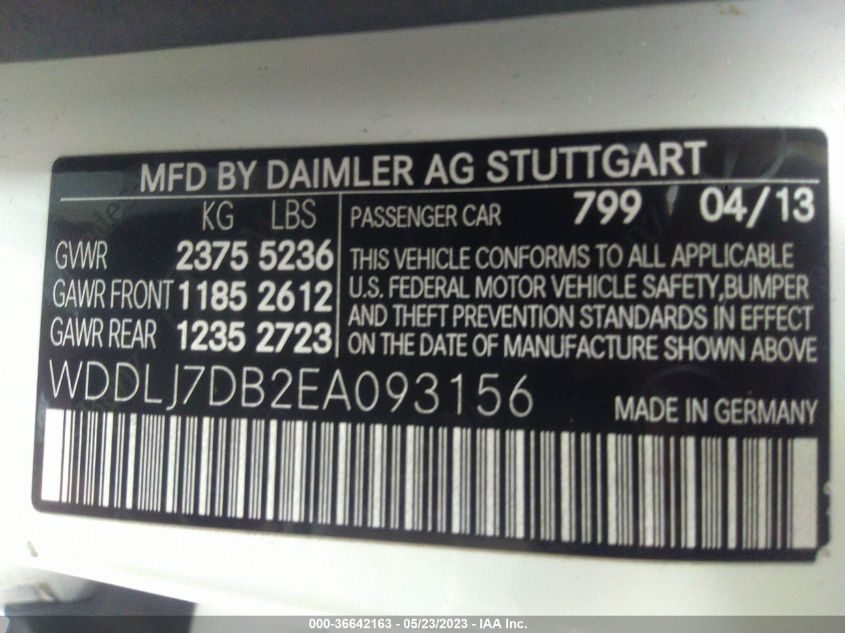 MFD BY DAIMLER AG STUTTGART
KG LBS
GVWR 2375 5236
GAWR FRONT 1185 2612
GAWR REAR 1235 2723
PASSENGER CAR 799 04/13
THIS VEHICLE CONFORMS TO ALL APPLICABLE
U.S. FEDERAL MOTOR VEHICLE SAFETY, BUMPER
AND THEFT PREVENTION STANDARDS IN EFFECT
ON THE DATE OF MANUFACTURE SHOWN ABOVE
WDDLJ7DB2EA093156
MADE IN GERMANY
000-36642163 - 05/23/2023 - IAA Inc.